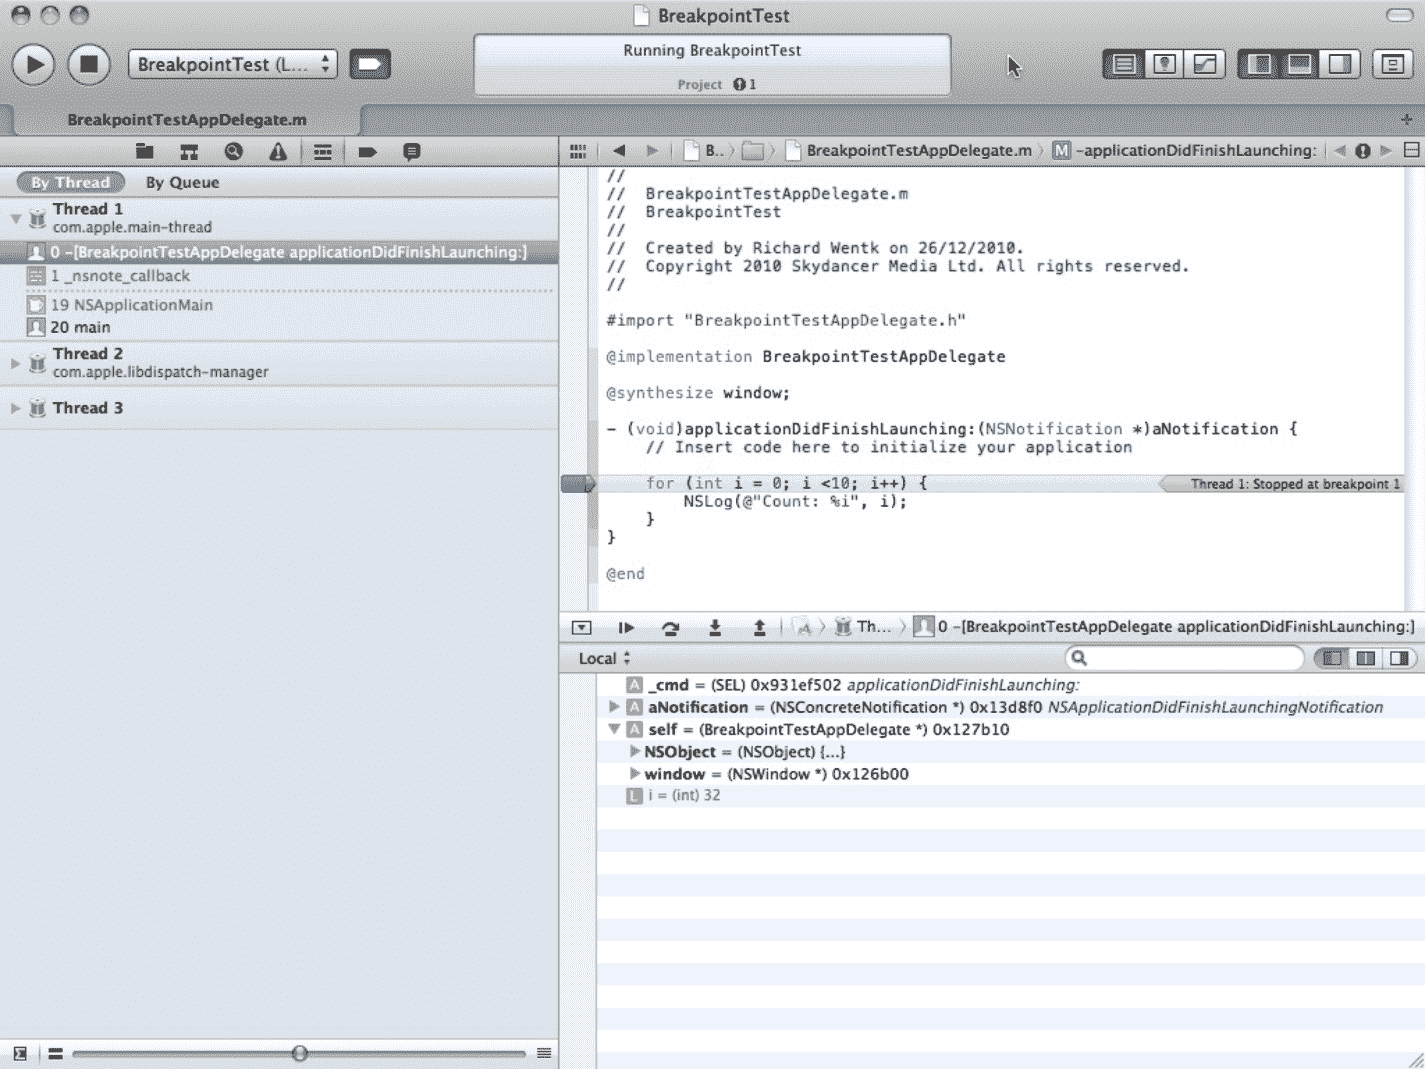 BreakpointTest
BreakpointTest (L...
Running BreakpointTest
Project 1
BreakpointTestAppDelegate.m
B.. BreakpointTestAppDelegate.m M -applicationDidFinishLaunching:
By Thread By Queue
Thread 1
com.apple.main-thread
0 -[BreakpointTestAppDelegate applicationDidFinishLaunching:]
1 _nsnote_callback
19 NSApplicationMain
20 main
Thread 2
com.apple.libdispatch-manager
Thread 3
//
// BreakpointTestAppDelegate.m
// BreakpointTest
//
// Created by Richard Wentk on 26/12/2010.
// Copyright 2010 Skydancer Media Ltd. All rights reserved.
//
#import "BreakpointTestAppDelegate.h"
@implementation BreakpointTestAppDelegate
@synthesize window;
- (void)applicationDidFinishLaunching:(NSNotification *)aNotification {
// Insert code here to initialize your application
for (int i = 0; i <10; i++) { Thread 1: Stopped at breakpoint 1
NSLog(@"Count: %i", i);
}
}
@end
Th... 0 -[BreakpointTestAppDelegate applicationDidFinishLaunching:]
Local
A _cmd = (SEL) 0x931ef502 applicationDidFinishLaunching:
A aNotification = (NSConcreteNotification *) 0x13d8f0 NSApplicationDidFinishLaunchingNotification
A self = (BreakpointTestAppDelegate *) 0x127b10
NSObject = (NSObject) {...}
window = (NSWindow *) 0x126b00
L i = (int) 32